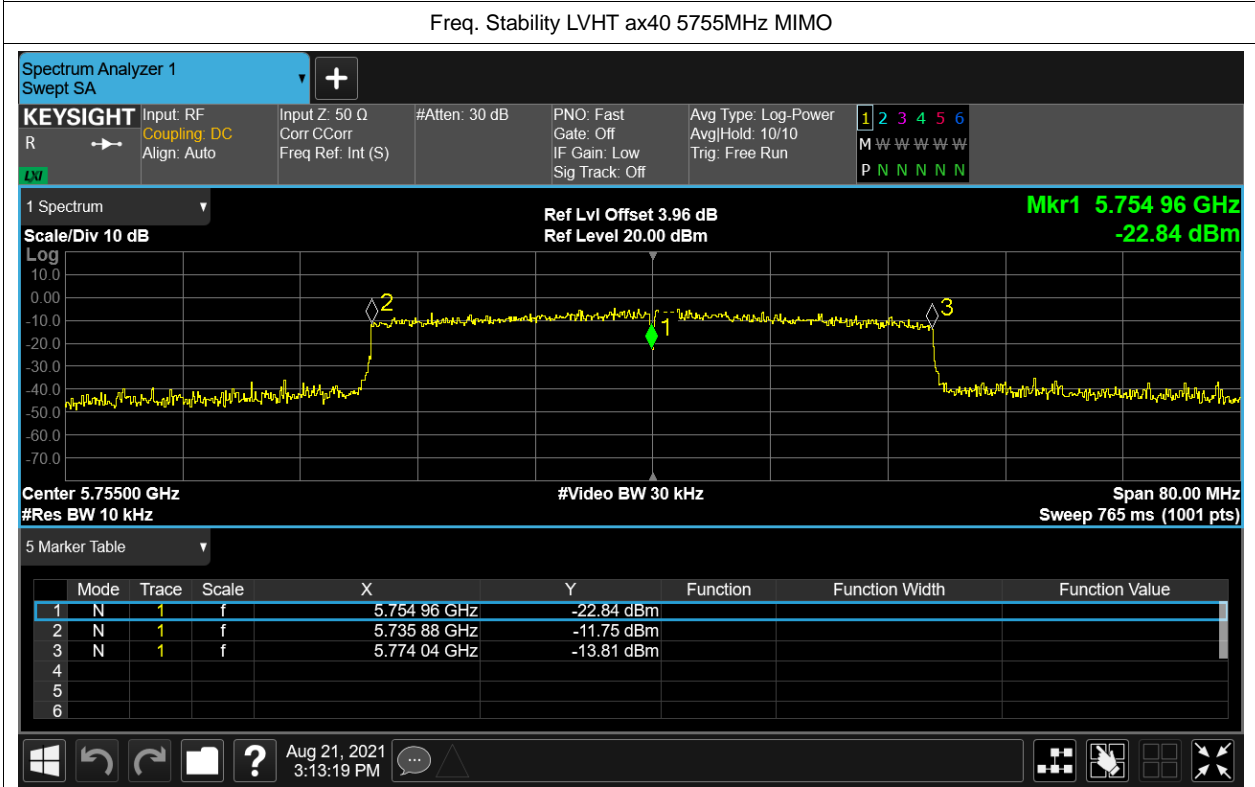 Freq. Stability LVHT ax40 5755MHz MIMO
Spectrum Analyzer 1
Swept SA
KEYSIGHT Input: RF Input Z: 50 Ω #Atten: 30 dB PNO: Fast Avg Type: Log-Power 1 2 3 4 5 6
R Coupling: DC Corr CCorr Gate: Off Avg|Hold: 10/10 M W W W W W
Align: Auto Freq Ref: Int (S) IF Gain: Low Trig: Free Run
LXI Sig Track: Off P N N N N N
1 Spectrum Ref Lvl Offset 3.96 dB Mkr1 5.754 96 GHz
Scale/Div 10 dB Ref Level 20.00 dBm -22.84 dBm
Log
10.0
0.00
-10.0
-20.0
-30.0
-40.0
-50.0
-60.0
-70.0
2
1
3
Center 5.75500 GHz #Video BW 30 kHz Span 80.00 MHz
#Res BW 10 kHz Sweep 765 ms (1001 pts)
5 Marker Table
Mode Trace Scale X Y Function Function Width Function Value
1 N 1 f 5.754 96 GHz -22.84 dBm
2 N 1 f 5.735 88 GHz -11.75 dBm
3 N 1 f 5.774 04 GHz -13.81 dBm
4
5
6
? Aug 21, 2021
3:13:19 PM